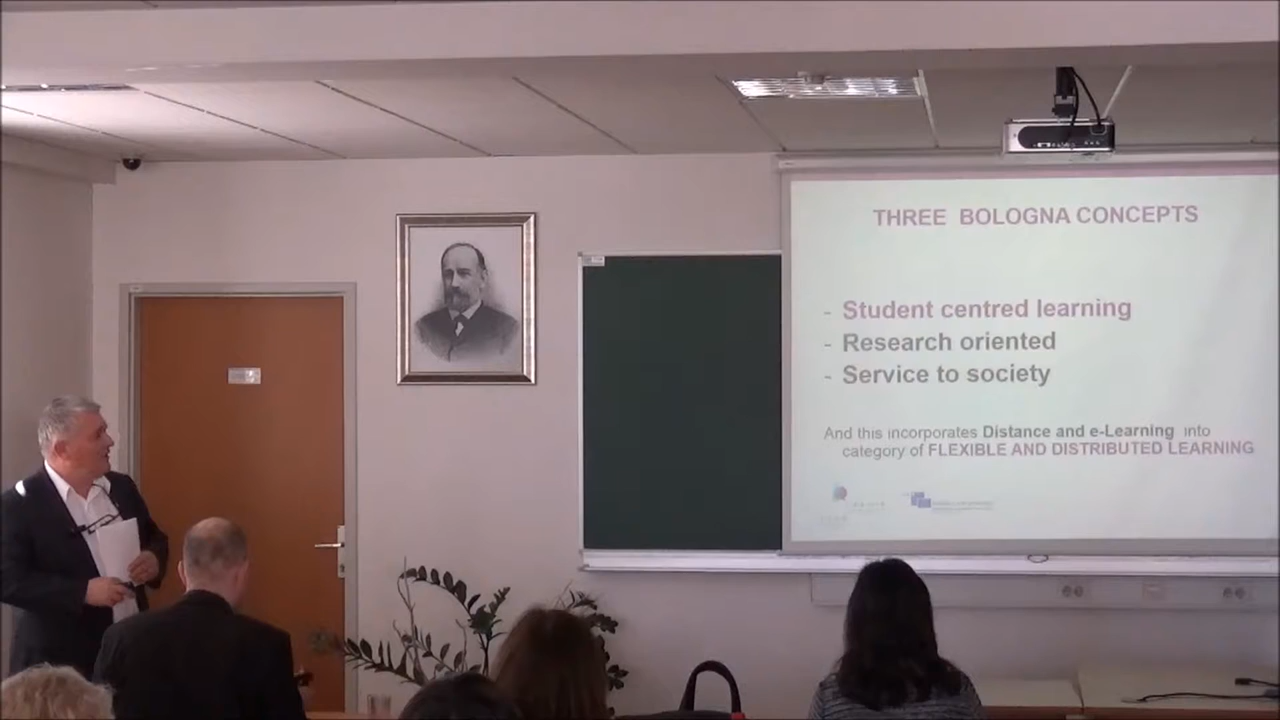 THREE BOLOGNA CONCEPTS
- Student centred learning
- Research oriented
- Service to society
And this incorporates Distance and e-Learning into
category of FLEXIBLE AND DISTRIBUTED LEARNING